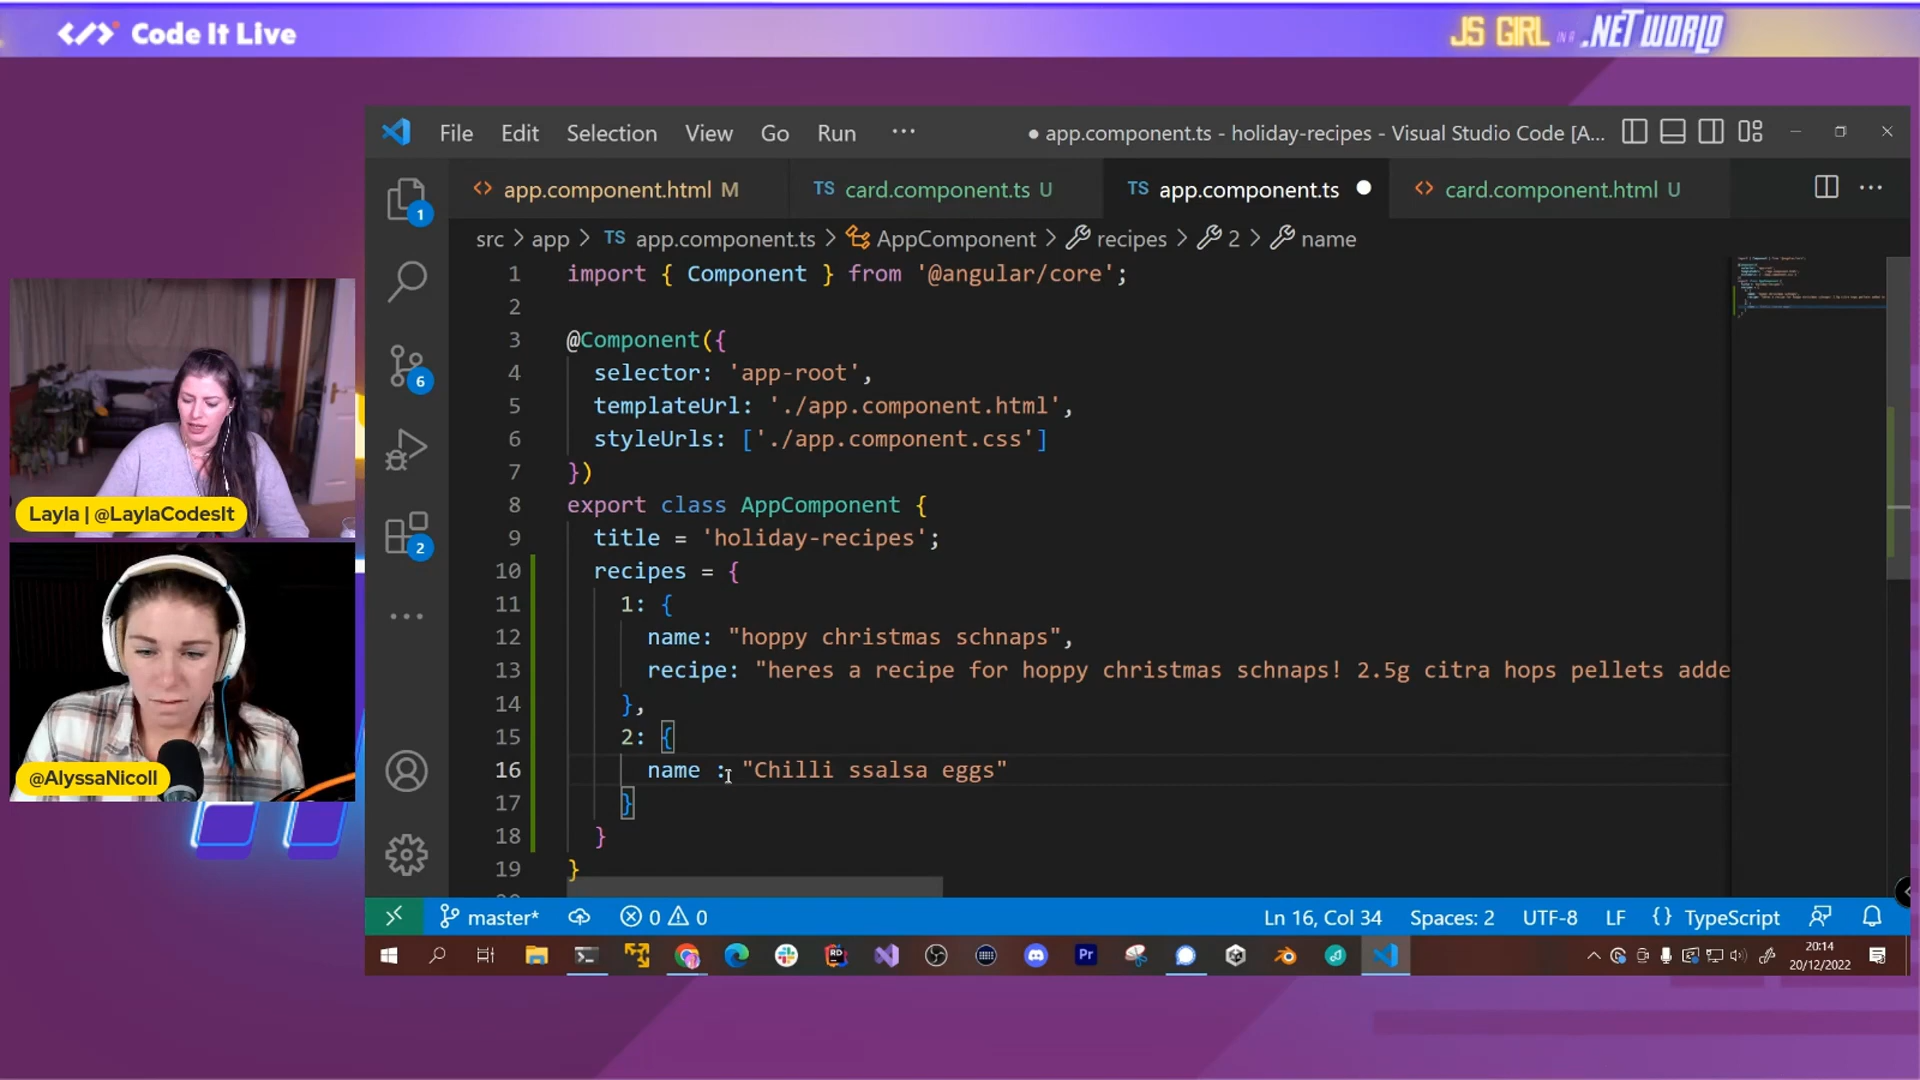 </> Code It Live
JS GIRL IN A .NET WORLD
File Edit Selection View Go Run ···
● app.component.ts - holiday-recipes - Visual Studio Code [A...
<> app.component.html M
TS card.component.ts U
TS app.component.ts ●
<> card.component.html U
src > app > TS app.component.ts > AppComponent > recipes > 2 > name
1 import { Component } from '@angular/core';
2
3 @Component({
4 selector: 'app-root',
5 templateUrl: './app.component.html',
6 styleUrls: ['./app.component.css']
7 })
8 export class AppComponent {
9 title = 'holiday-recipes';
10 recipes = {
11 1: {
12 name: "hoppy christmas schnaps",
13 recipe: "heres a recipe for hoppy christmas schnaps! 2.5g citra hops pellets adde
14 },
15 2: {
16 name : "Chilli ssalsa eggs"
17 }
18 }
19 }
1
6
2
Layla | @LaylaCodesIt
@AlyssaNicoll
master* 0 0
Ln 16, Col 34 Spaces: 2 UTF-8 LF {} TypeScript
RD
Pr
20:14
20/12/2022